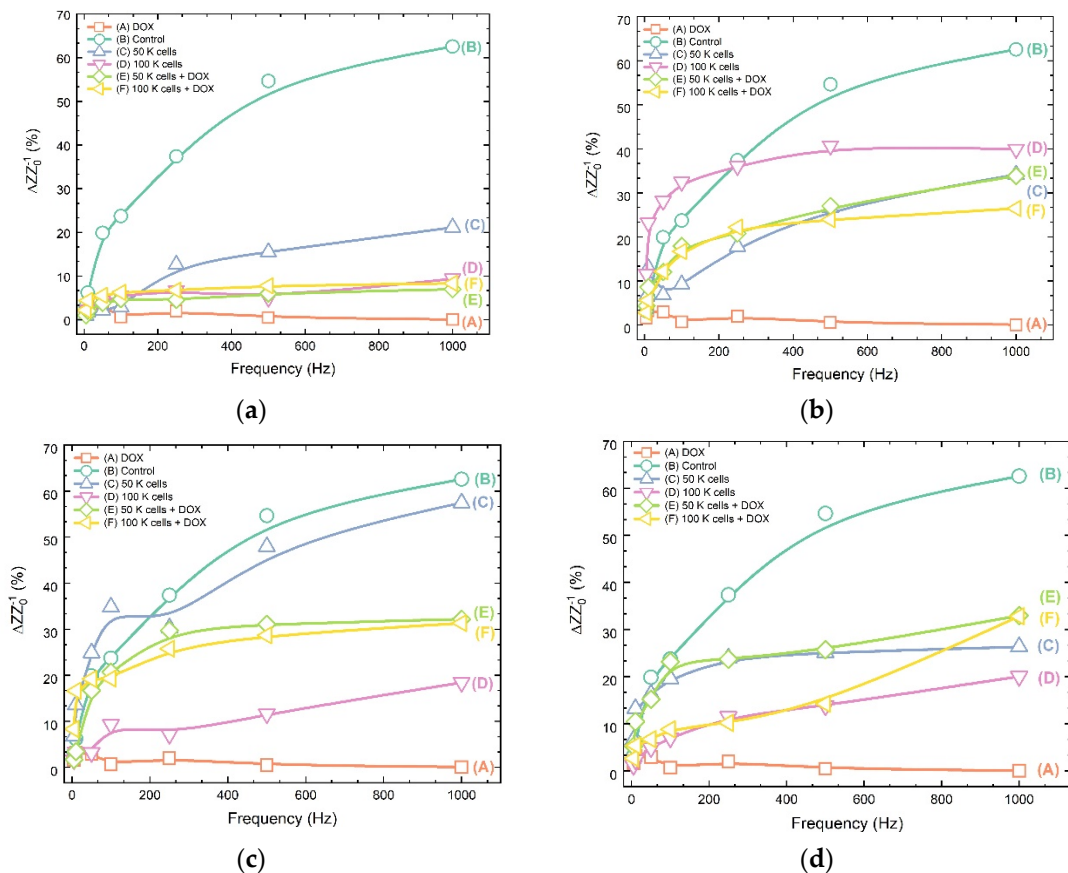 70
60
50
40
30
20
10
0
ΔZZ₀⁻¹ (%)
(A) DOX
(B) Control
(C) 50 K cells
(D) 100 K cells
(E) 50 K cells + DOX
(F) 100 K cells + DOX
(B)
(C)
(D)
(F)
(E)
(A)
0 200 400 600 800 1000
Frequency (Hz)
(a)
70
60
50
40
30
20
10
0
ΔZZ₀⁻¹ (%)
(A) DOX
(B) Control
(C) 50 K cells
(D) 100 K cells
(E) 50 K cells + DOX
(F) 100 K cells + DOX
(B)
(D)
(E)
(C)
(F)
(A)
0 200 400 600 800 1000
Frequency (Hz)
(b)
70
60
50
40
30
20
10
0
ΔZZ₀⁻¹ (%)
(A) DOX
(B) Control
(C) 50 K cells
(D) 100 K cells
(E) 50 K cells + DOX
(F) 100 K cells + DOX
(B)
(C)
(E)
(F)
(D)
(A)
0 200 400 600 800 1000
Frequency (Hz)
(c)
70
60
50
40
30
20
10
0
ΔZZ₀⁻¹ (%)
(A) DOX
(B) Control
(C) 50 K cells
(D) 100 K cells
(E) 50 K cells + DOX
(F) 100 K cells + DOX
(B)
(E)
(F)
(C)
(D)
(A)
0 200 400 600 800 1000
Frequency (Hz)
(d)